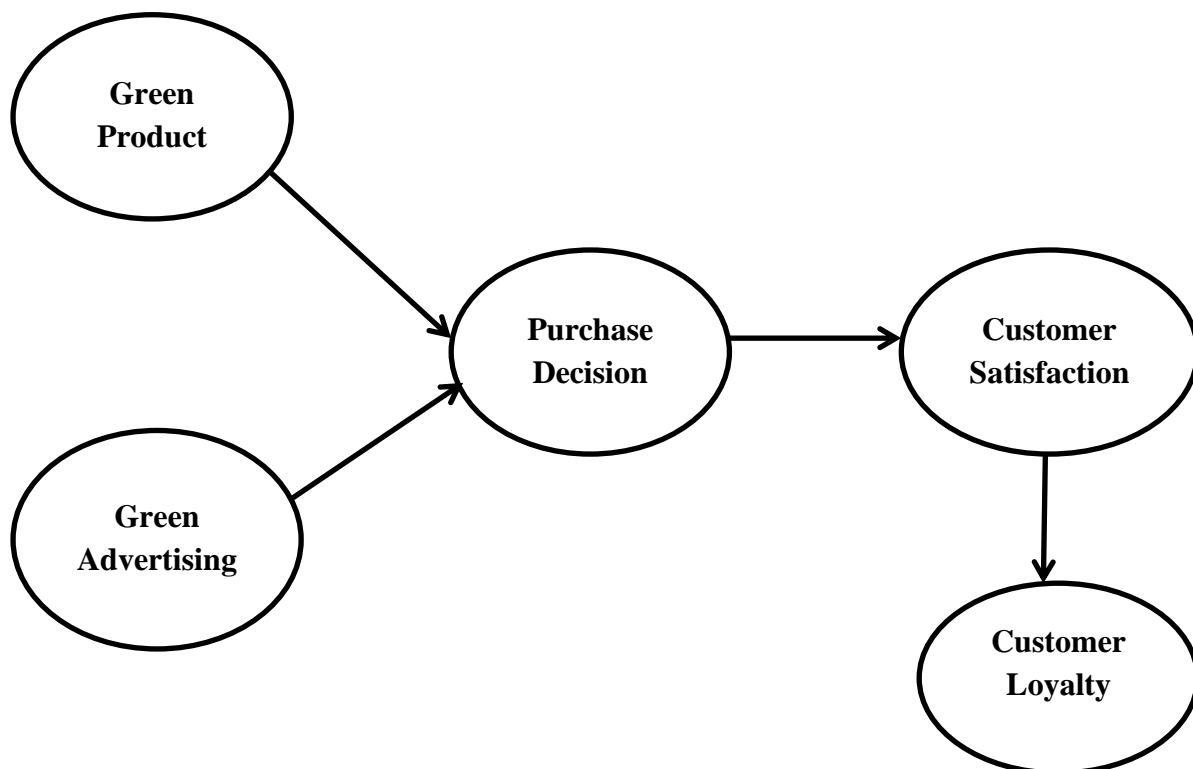 Green
Product
Purchase
Decision
Customer
Satisfaction
Green
Advertising
Customer
Loyalty